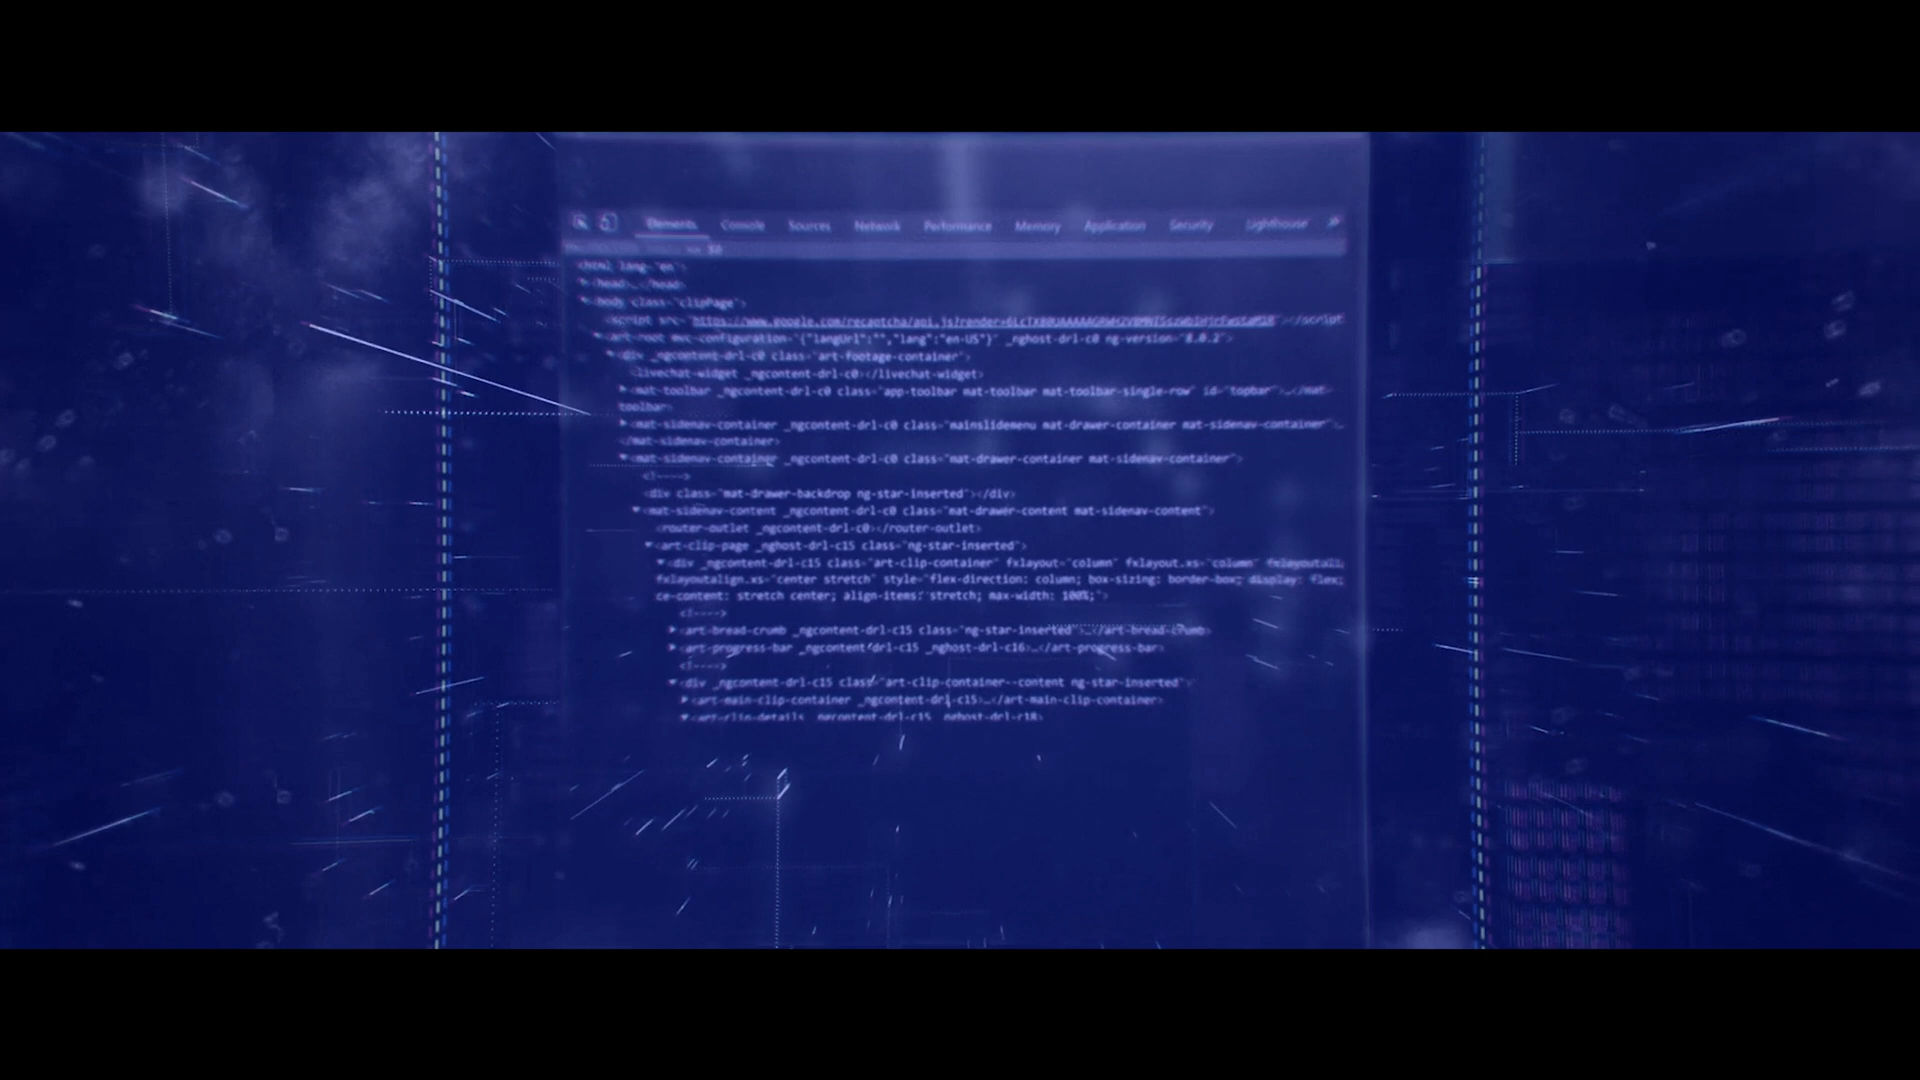 Elements Console Sources Network Performance Memory Application Security Lighthouse »
<html lang="en">
▶<head>…</head>
▼<body class="clipPage">
<script src="https://www.google.com/recaptcha/api.js?render=
▼<art-root mvc-configuration="{"langUrl":"","lang":"en-US"}" _nghost-drl-c0 ng-version="8.0.2">
▼<div _ngcontent-drl-c0 class="art-footage-container">
<livechat-widget _ngcontent-drl-c0></livechat-widget>
▶<mat-toolbar _ngcontent-drl-c0 class="app-toolbar mat-toolbar mat-toolbar-single-row" id="topbar">…</mat-
toolbar>
▶<mat-sidenav-container _ngcontent-drl-c0 class="mainslidemenu mat-drawer-container mat-sidenav-container">…
</mat-sidenav-container>
▼<mat-sidenav-container _ngcontent-drl-c0 class="mat-drawer-container mat-sidenav-container">
<!---->
<div class="mat-drawer-backdrop ng-star-inserted"></div>
▼<mat-sidenav-content _ngcontent-drl-c0 class="mat-drawer-content mat-sidenav-content">
<router-outlet _ngcontent-drl-c0></router-outlet>
▼<art-clip-page _nghost-drl-c15 class="ng-star-inserted">
▼<div _ngcontent-drl-c15 class="art-clip-container" fxlayout="column" fxlayout.xs="column" fxlayoutali
fxlayoutalign.xs="center stretch" style="flex-direction: column; box-sizing: border-box; display: flex;
ce-content: stretch center; align-items: stretch; max-width: 100%;">
<!---->
▶<art-bread-crumb _ngcontent-drl-c15 class="ng-star-inserted">…</art-bread-crumb>
▶<art-progress-bar _ngcontent-drl-c15 _nghost-drl-c16>…</art-progress-bar>
<!---->
▼<div _ngcontent-drl-c15 class="art-clip-container--content ng-star-inserted">
▶<art-main-clip-container _ngcontent-drl-c15>…</art-main-clip-container>
▼<art-clip-details _ngcontent-drl-c15 _nghost-drl-c18>